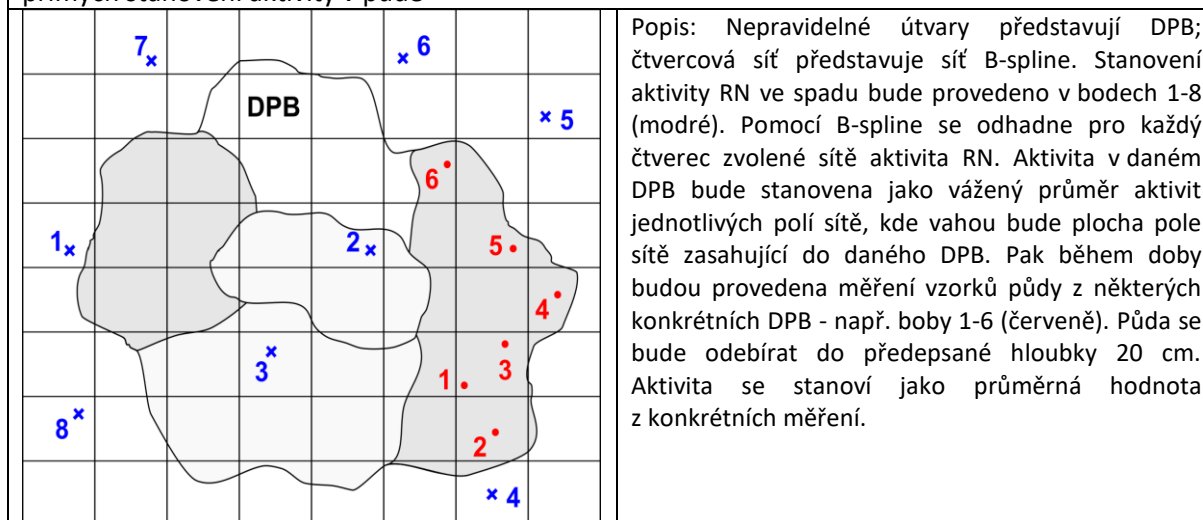 přímých stanovení aktivity v půdě
7
6
DPB
5
6
1
2
5
4
3
3
1
8
2
4
Popis: Nepravidelné útvary představují DPB;
čtvercová síť představuje síť B-spline. Stanovení
aktivity RN ve spadu bude provedeno v bodech 1-8
(modré). Pomocí B-spline se odhadne pro každý
čtverec zvolené sítě aktivita RN. Aktivita v daném
DPB bude stanovena jako vážený průměr aktivit
jednotlivých polí sítě, kde vahou bude plocha pole
sítě zasahující do daného DPB. Pak během doby
budou provedena měření vzorků půdy z některých
konkrétních DPB - např. boby 1-6 (červeně). Půda se
bude odebírat do předepsané hloubky 20 cm.
Aktivita se stanoví jako průměrná hodnota
z konkrétních měření.